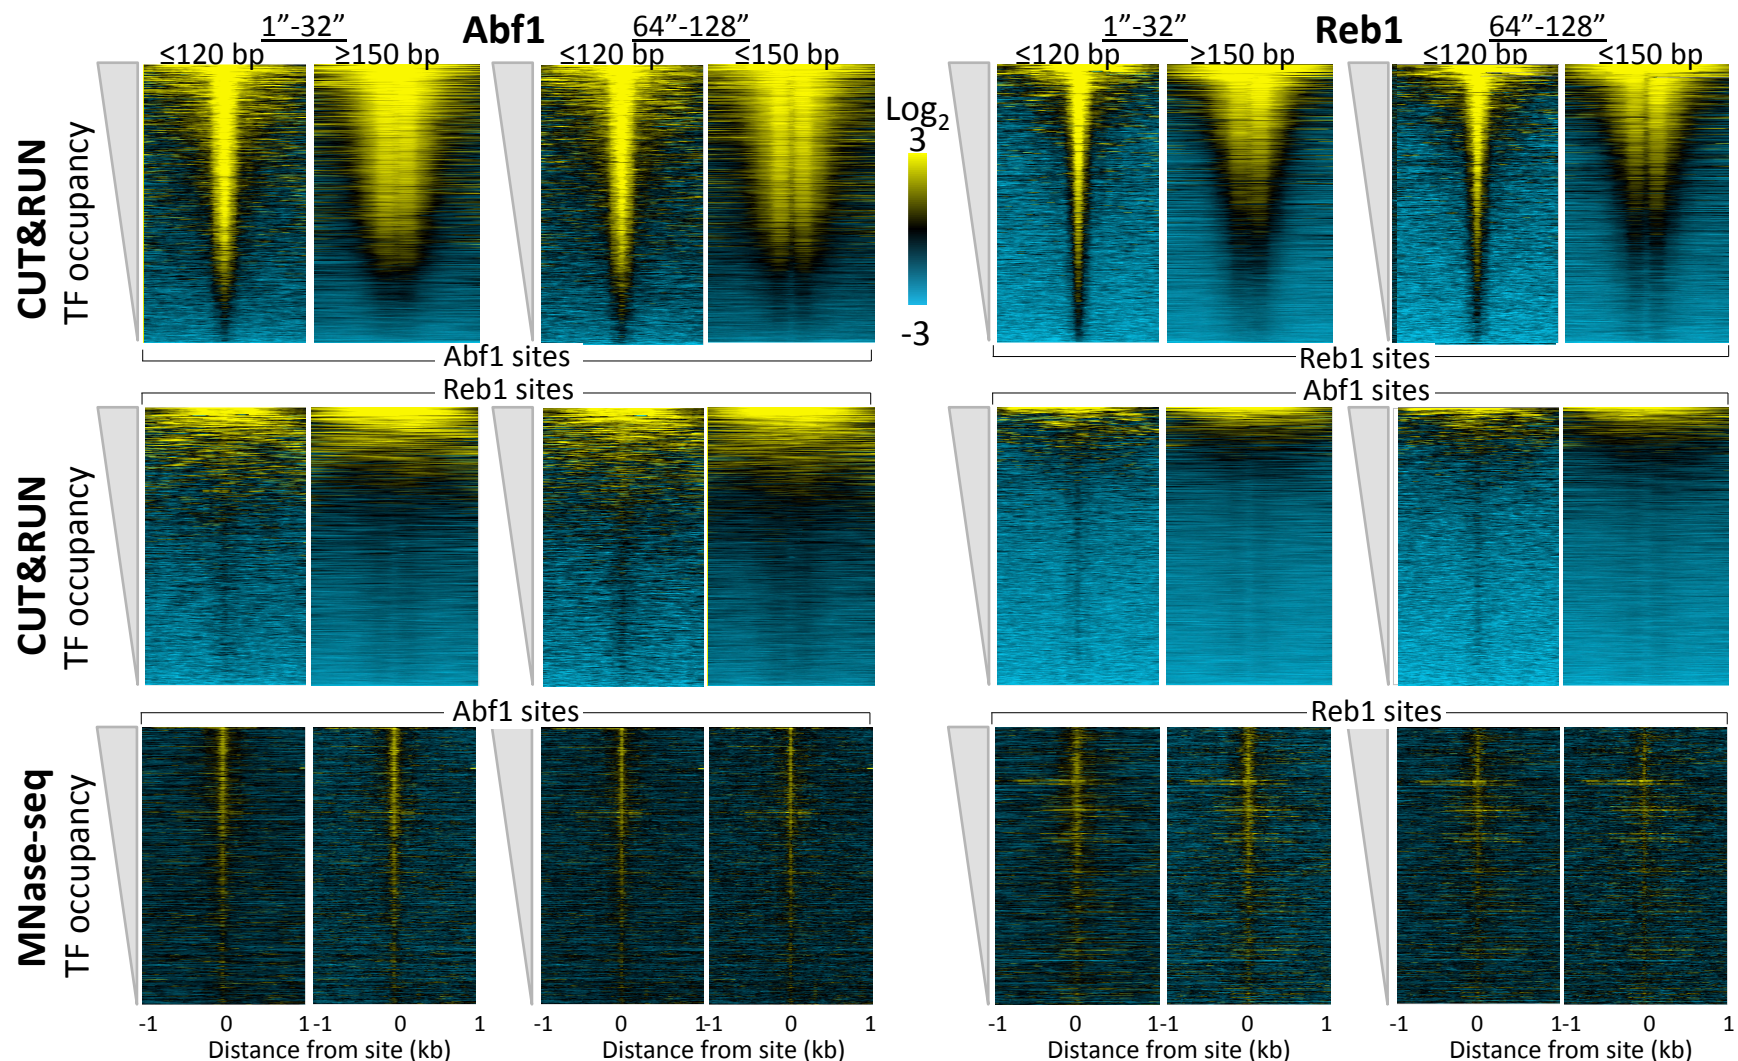 1”-32” Abf1 64”-128” 1”-32” Reb1 64”-128”
≤120 bp ≥150 bp ≤120 bp ≤150 bp ≤120 bp ≥150 bp ≤120 bp ≤150 bp
CUT&RUN
TF occupancy
Log2
3
-3
Abf1 sites Reb1 sites
Reb1 sites Abf1 sites
CUT&RUN
TF occupancy
Abf1 sites Reb1 sites
MNase-seq
TF occupancy
-1 0 1 -1 0 1 -1 0 1 -1 0 1 -1 0 1 -1 0 1 -1 0 1 -1 0 1
Distance from site (kb) Distance from site (kb) Distance from site (kb) Distance from site (kb)